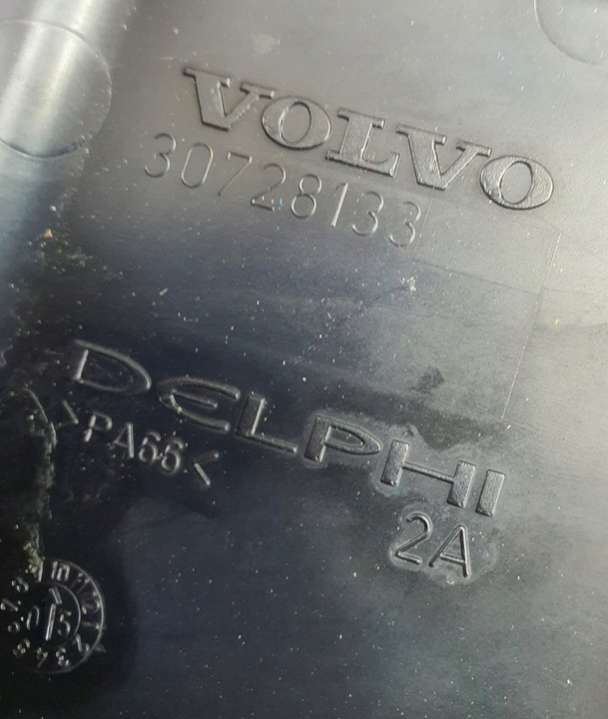 VOLVO
30728133
DELPHI
>PA66<
2A